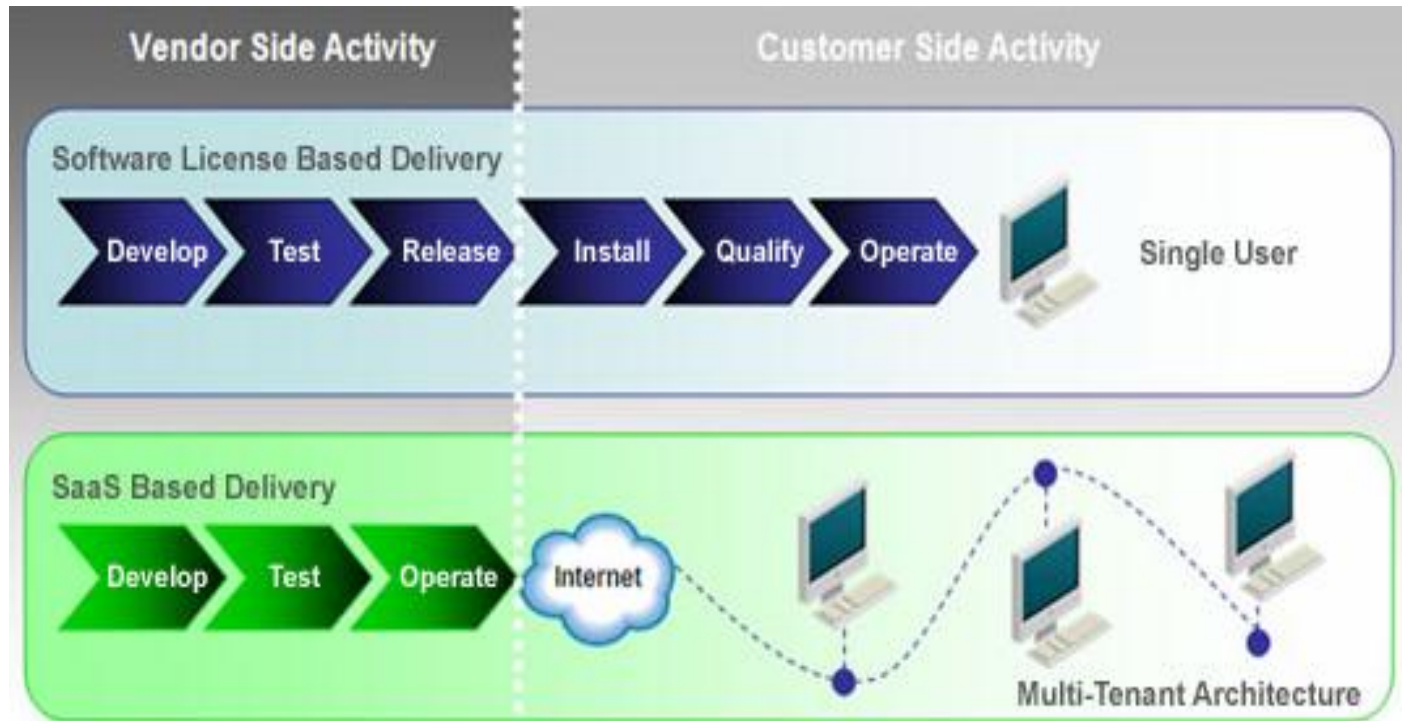 Vendor Side Activity
Customer Side Activity
Software License Based Delivery
Develop
Test
Release
Install
Qualify
Operate
Single User
SaaS Based Delivery
Develop
Test
Operate
Internet
Multi-Tenant Architecture